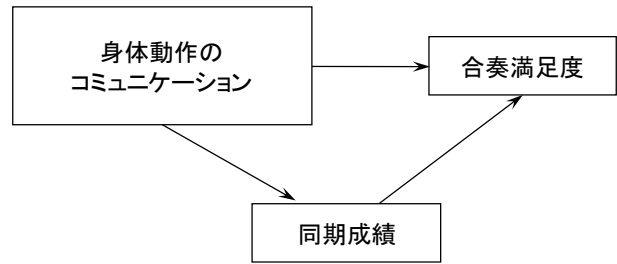 身体動作の
コミュニケーション
合奏満足度
同期成績